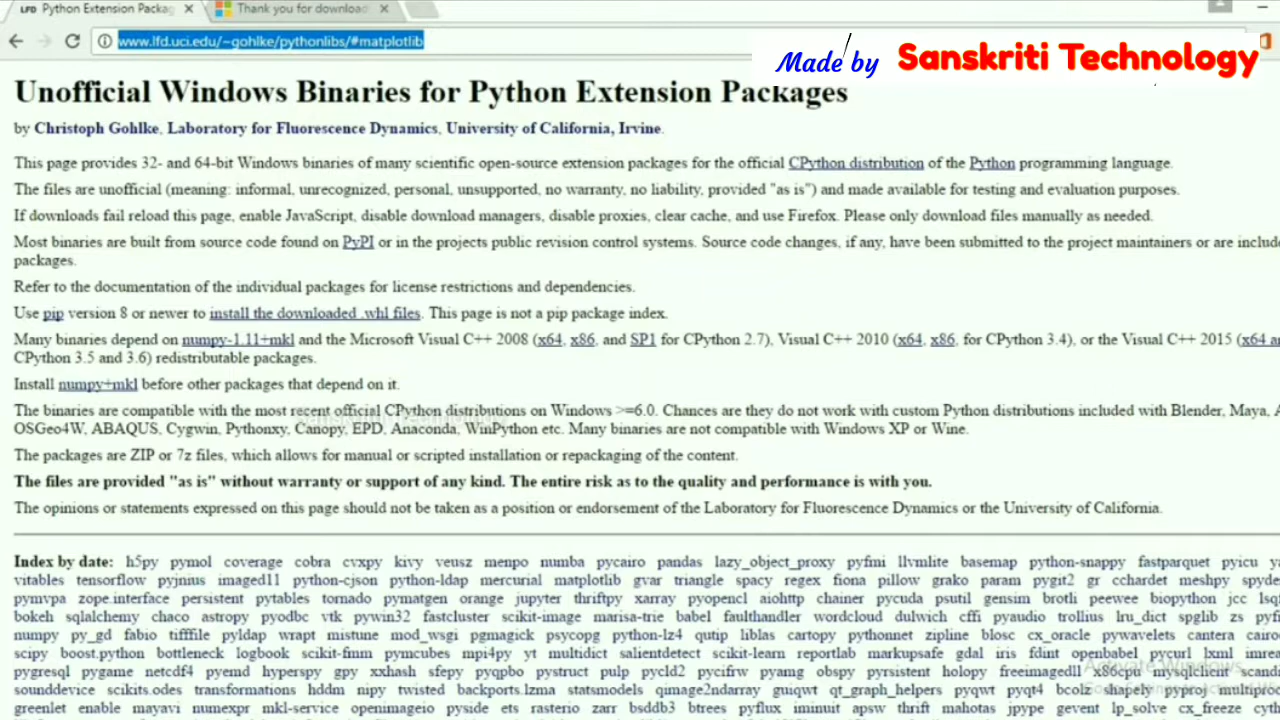 LFD Python Extension Packag
Thank you for download
www.lfd.uci.edu/~gohlke/pythonlibs/#matplotlib
Made by Sanskriti Technology
Unofficial Windows Binaries for Python Extension Packages
by Christoph Gohlke, Laboratory for Fluorescence Dynamics, University of California, Irvine.
This page provides 32- and 64-bit Windows binaries of many scientific open-source extension packages for the official CPython distribution of the Python programming language.
The files are unofficial (meaning: informal, unrecognized, personal, unsupported, no warranty, no liability, provided "as is") and made available for testing and evaluation purposes.
If downloads fail reload this page, enable JavaScript, disable download managers, disable proxies, clear cache, and use Firefox. Please only download files manually as needed.
Most binaries are built from source code found on PyPI or in the projects public revision control systems. Source code changes, if any, have been submitted to the project maintainers or are include
packages.
Refer to the documentation of the individual packages for license restrictions and dependencies.
Use pip version 8 or newer to install the downloaded .whl files. This page is not a pip package index.
Many binaries depend on numpy-1.11+mkl and the Microsoft Visual C++ 2008 (x64, x86, and SP1 for CPython 2.7), Visual C++ 2010 (x64, x86, for CPython 3.4), or the Visual C++ 2015 (x64 an
CPython 3.5 and 3.6) redistributable packages.
Install numpy+mkl before other packages that depend on it.
The binaries are compatible with the most recent official CPython distributions on Windows >=6.0. Chances are they do not work with custom Python distributions included with Blender, Maya, A
OSGeo4W, ABAQUS, Cygwin, Pythonxy, Canopy, EPD, Anaconda, WinPython etc. Many binaries are not compatible with Windows XP or Wine.
The packages are ZIP or 7z files, which allows for manual or scripted installation or repackaging of the content.
The files are provided "as is" without warranty or support of any kind. The entire risk as to the quality and performance is with you.
The opinions or statements expressed on this page should not be taken as a position or endorsement of the Laboratory for Fluorescence Dynamics or the University of California.
Index by date: h5py pymol coverage cobra cvxpy kivy veusz menpo numba pycairo pandas lazy_object_proxy pyfmi llvmlite basemap python-snappy fastparquet pyicu
vitables tensorflow pyjnius imaged11 python-cjson python-ldap mercurial matplotlib gvar triangle spacy regex fiona pillow grako param pygit2 gr cchardet meshpy spyde
pymvpa zope.interface persistent pytables tornado pymatgen orange jupyter thriftpy xarray pyopencl aiohttp chainer pycuda psutil gensim brotli peewee biopython jcc lsq
bokeh sqlalchemy chaco astropy pyodbc vtk pywin32 fastcluster scikit-image marisa-trie babel faulthandler wordcloud dulwich cffi pyaudio trollius lru_dict spglib zs pyfi
numpy py_gd fabio tifffile pyldap wrapt mistune mod_wsgi pgmagick psycopg python-lz4 qutip liblas cartopy pythonnet zipline blosc cx_oracle pywavelets cantera cairo
scipy boost.python bottleneck logbook scikit-fmm pymcubes mpi4py yt multidict salientdetect scikit-learn reportlab markupsafe gdal iris fdint openbabel pycurl lxml imrea
pygresql pygame netcdf4 pyemd hyperspy gpy xxhash sfepy pyqpbo pystruct pulp pycld2 pycifrw pyamg ecos obspy pyrsistent holopy freeimagedll x86cpu mysqlclient scand
sounddevice scikits.odes transformations hddm nipy twisted backports.lzma statsmodels qimage2ndarray guiqwt qt_graph_helpers pyqwt pyqt4 bcolz shapely pyproj multiproc
greenlet enable mayavi numexpr mkl-service openimageio pyside ets rasterio zarr bsddb3 btrees pyflux iminuit apsw thrift mahotas jpype gevent lp_solve cx_freeze cyth